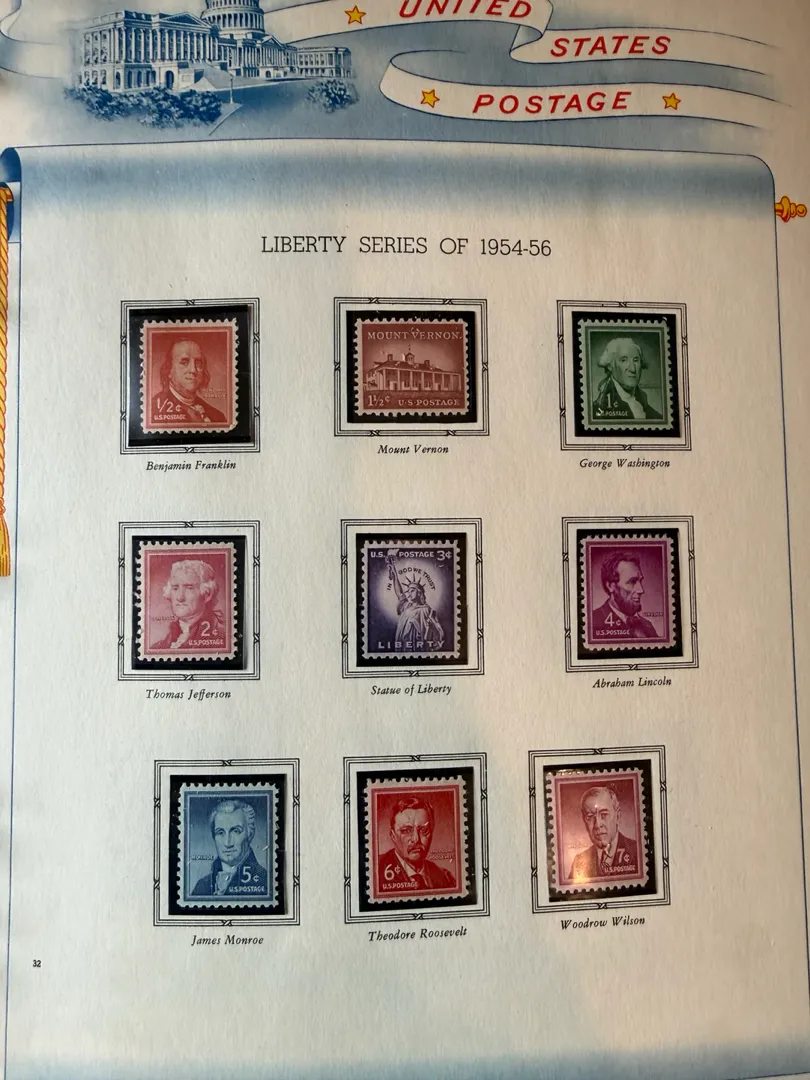 UNITED
STATES
POSTAGE
LIBERTY SERIES OF 1954-56
1/2¢
U.S.POSTAGE
Benjamin Franklin
MOUNT VERNON
1½¢ U·S·POSTAGE
Mount Vernon
1¢
U.S.POSTAGE
George Washington
2¢
U.S.POSTAGE
Thomas Jefferson
U.S. POSTAGE 3¢
IN GOD WE TRUST
LIBERTY
Statue of Liberty
4¢
U.S.POSTAGE
Abraham Lincoln
MONROE
5¢
U.S.POSTAGE
James Monroe
6¢
U.S.POSTAGE
Theodore Roosevelt
7¢
U.S.POSTAGE
Woodrow Wilson
32